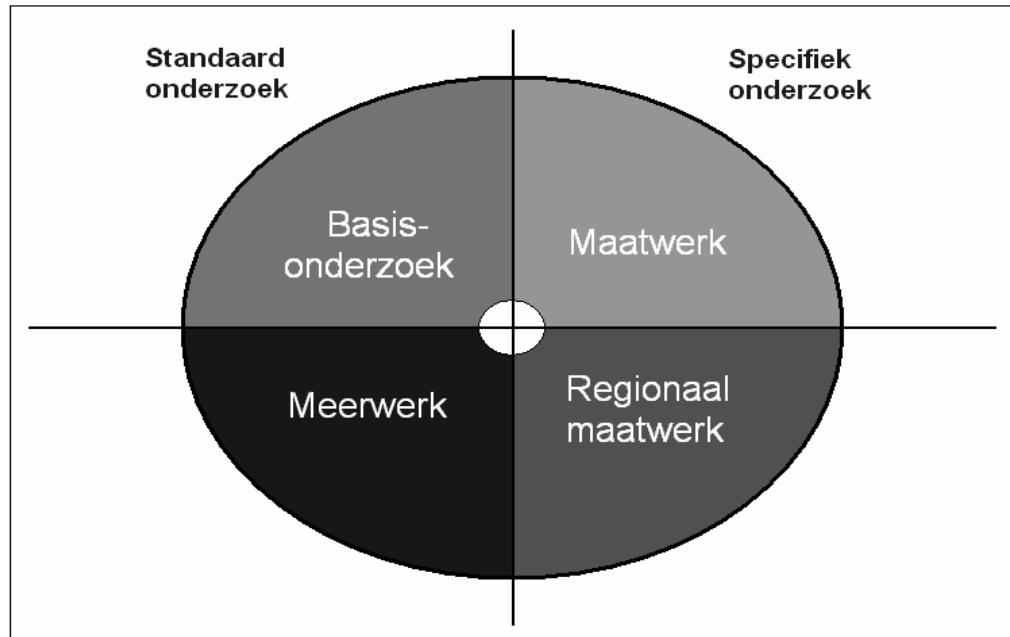 Standaard
onderzoek
Specifiek
onderzoek
Basis-
onderzoek
Maatwerk
Meerwerk
Regionaal
maatwerk